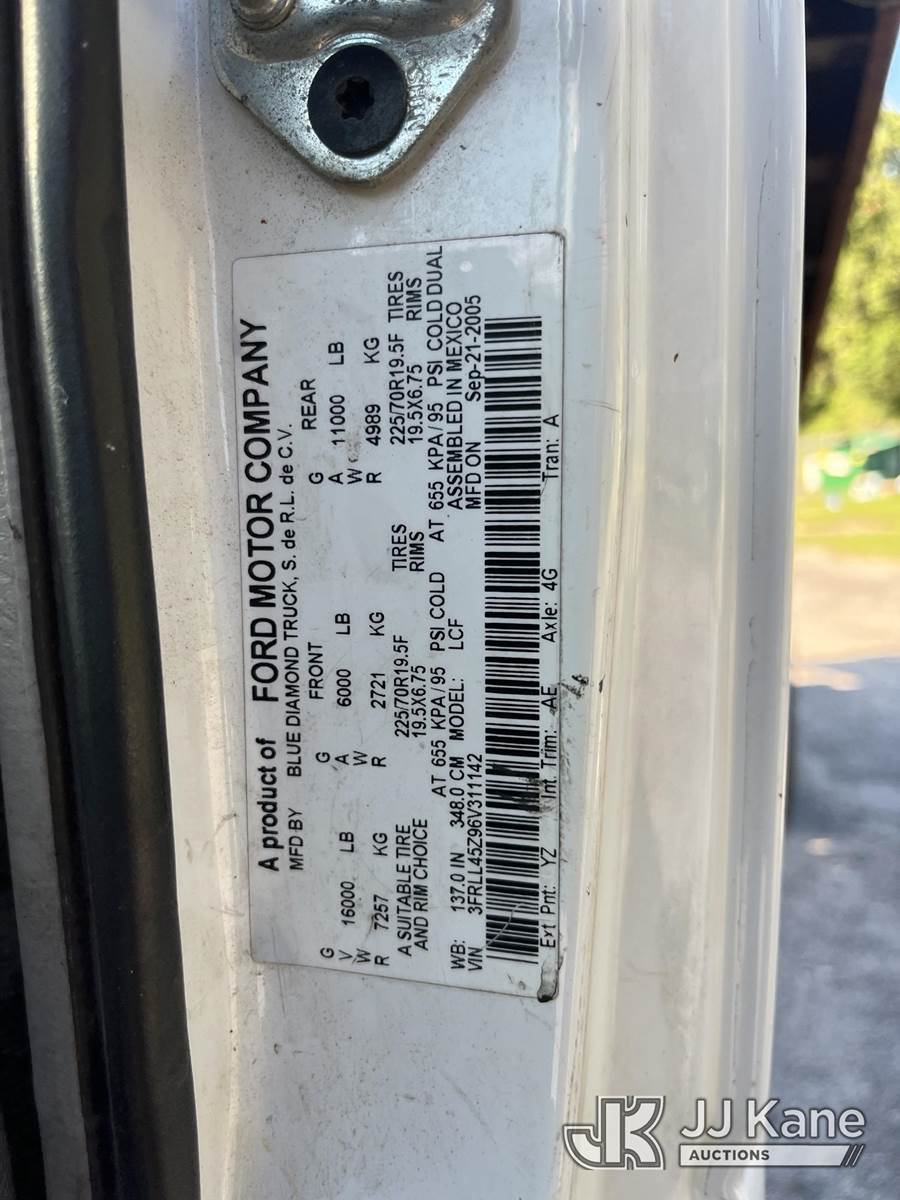 A product of FORD MOTOR COMPANY
MFD BY BLUE DIAMOND TRUCK, S. de R.L. de C.V.
FRONT REAR
G G G
V 16000 LB A 6000 LB A 11000 LB
W W W
R 7257 KG R 2721 KG R 4989 KG
A SUITABLE TIRE 225/70R19.5F TIRES 225/70R19.5F TIRES
AND RIM CHOICE 19.5X6.75 RIMS 19.5X6.75 RIMS
AT 655 KPA/ 95 PSI COLD AT 655 KPA/ 95 PSI COLD DUAL
WB: 137.0 IN 348.0 CM MODEL: LCF ASSEMBLED IN MEXICO
VIN 3FRLL45Z96V311142 MFD ON Sep-21-2005
Ext Pnt: YZ Int. Trim: AE Axle: 4G Tran: A
JK JJ Kane
AUCTIONS